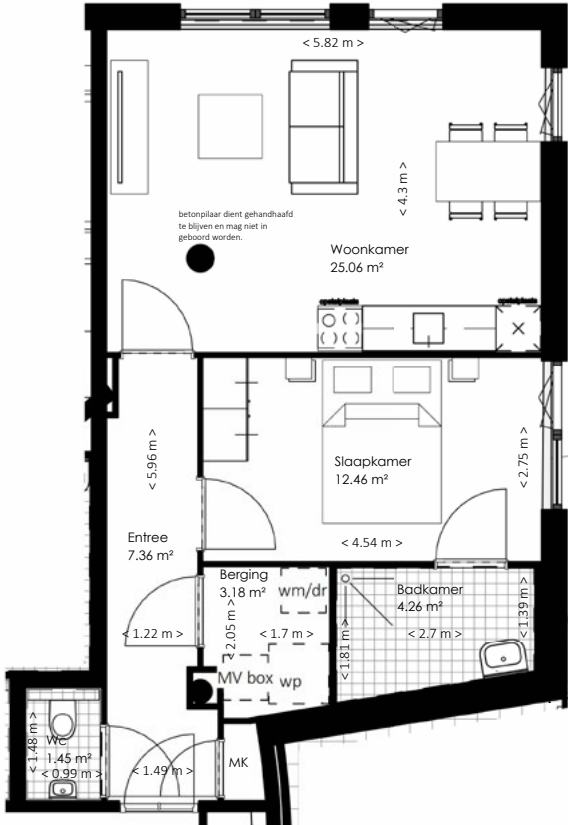 < 5.82 m >
< 4.3 m >
betonpilaar dient gehandhaafd
te blijven en mag niet in
geboord worden.
Woonkamer
25.06 m²
opstelplaats
opstelplaats
< 5.96 m >
Slaapkamer
12.46 m²
< 2.75 m >
< 4.54 m >
Entree
7.36 m²
Berging
3.18 m²
wm/dr
Badkamer
4.26 m²
< 1.39 m >
< 1.22 m >
< 2.05 m >
< 1.7 m >
< 1.81 m >
< 2.7 m >
MV box
wp
< 1.48 m >
Wc
1.45 m²
< 0.99 m >
< 1.49 m >
MK